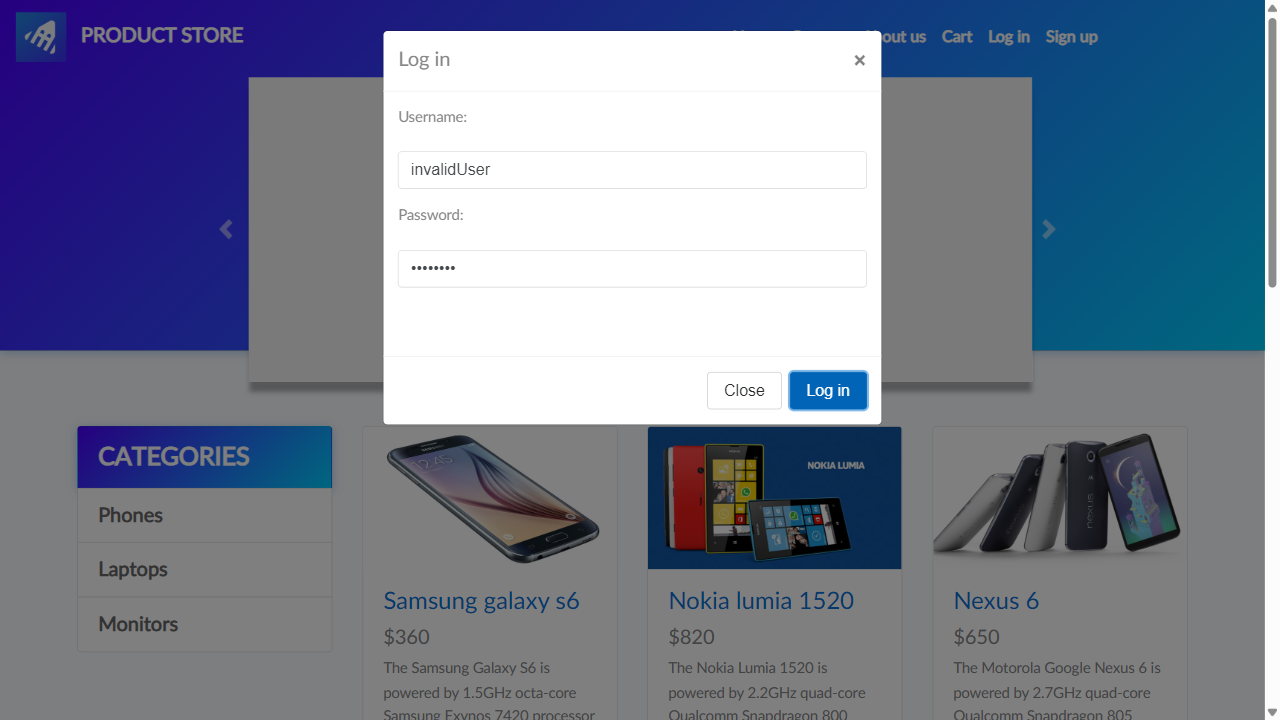 PRODUCT STORE
out us Cart Log in Sign up
Log in ×
Username:
invalidUser
Password:
••••••••
Close Log in
CATEGORIES
Phones
Laptops
Monitors
12:45
NOKIA LUMIA
nexus
Samsung galaxy s6
$360
The Samsung Galaxy S6 is
powered by 1.5GHz octa-core
Samsung Exynos 7420 processor
Nokia lumia 1520
$820
The Nokia Lumia 1520 is
powered by 2.2GHz quad-core
Qualcomm Snapdragon 800
Nexus 6
$650
The Motorola Google Nexus 6 is
powered by 2.7GHz quad-core
Qualcomm Snapdragon 805